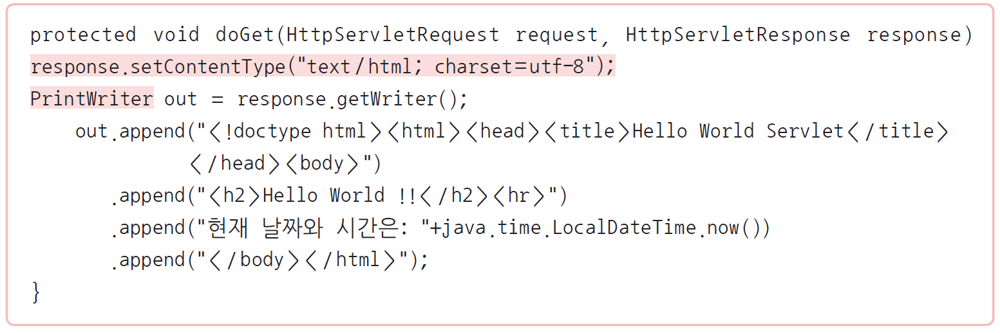 protected void doGet(HttpServletRequest request, HttpServletResponse response)
response.setContentType("text/html; charset=utf-8");
PrintWriter out = response.getWriter();
out.append("<!doctype html><html><head><title>Hello World Servlet</title>
</head><body>")
.append("<h2>Hello World !!</h2><hr>")
.append("현재 날짜와 시간은: "+java.time.LocalDateTime.now())
.append("</body></html>");
}